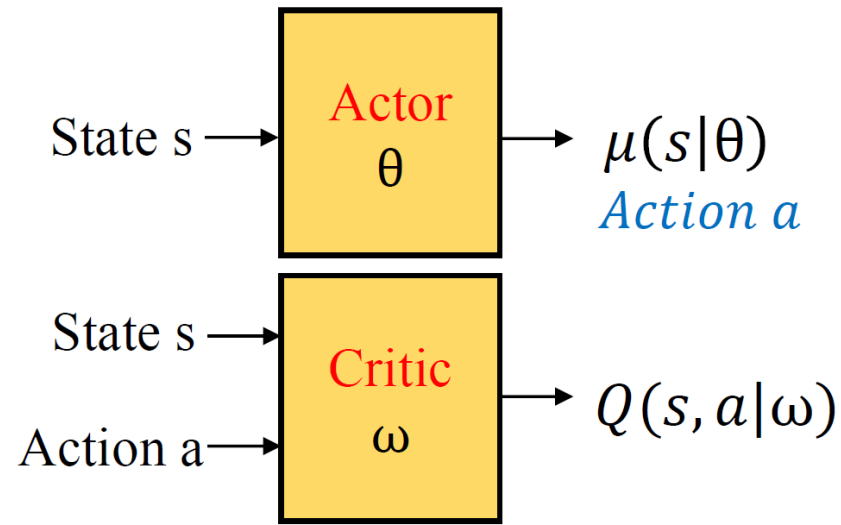 State s
Actor
θ
μ(s|θ)
Action a
State s
Action a
Critic
ω
Q(s, a|ω)